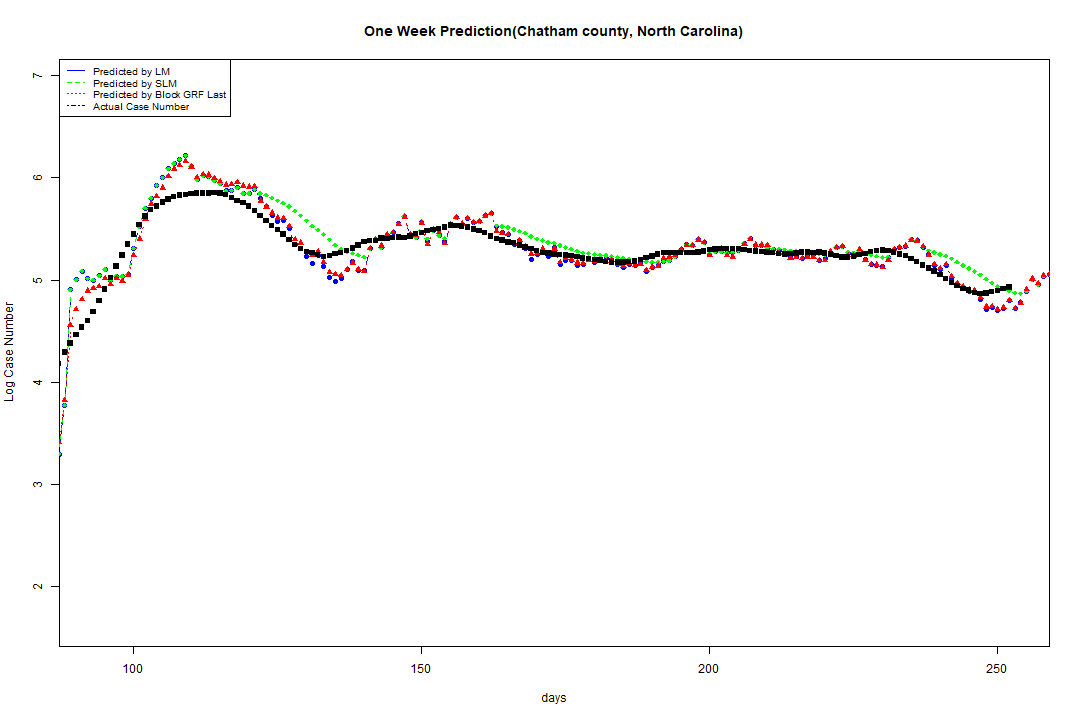 One Week Prediction(Chatham county, North Carolina)
Predicted by LM
Predicted by SLM
Predicted by Block GRF Last
Actual Case Number
7
6
5
4
3
2
Log Case Number
100 150 200 250
days